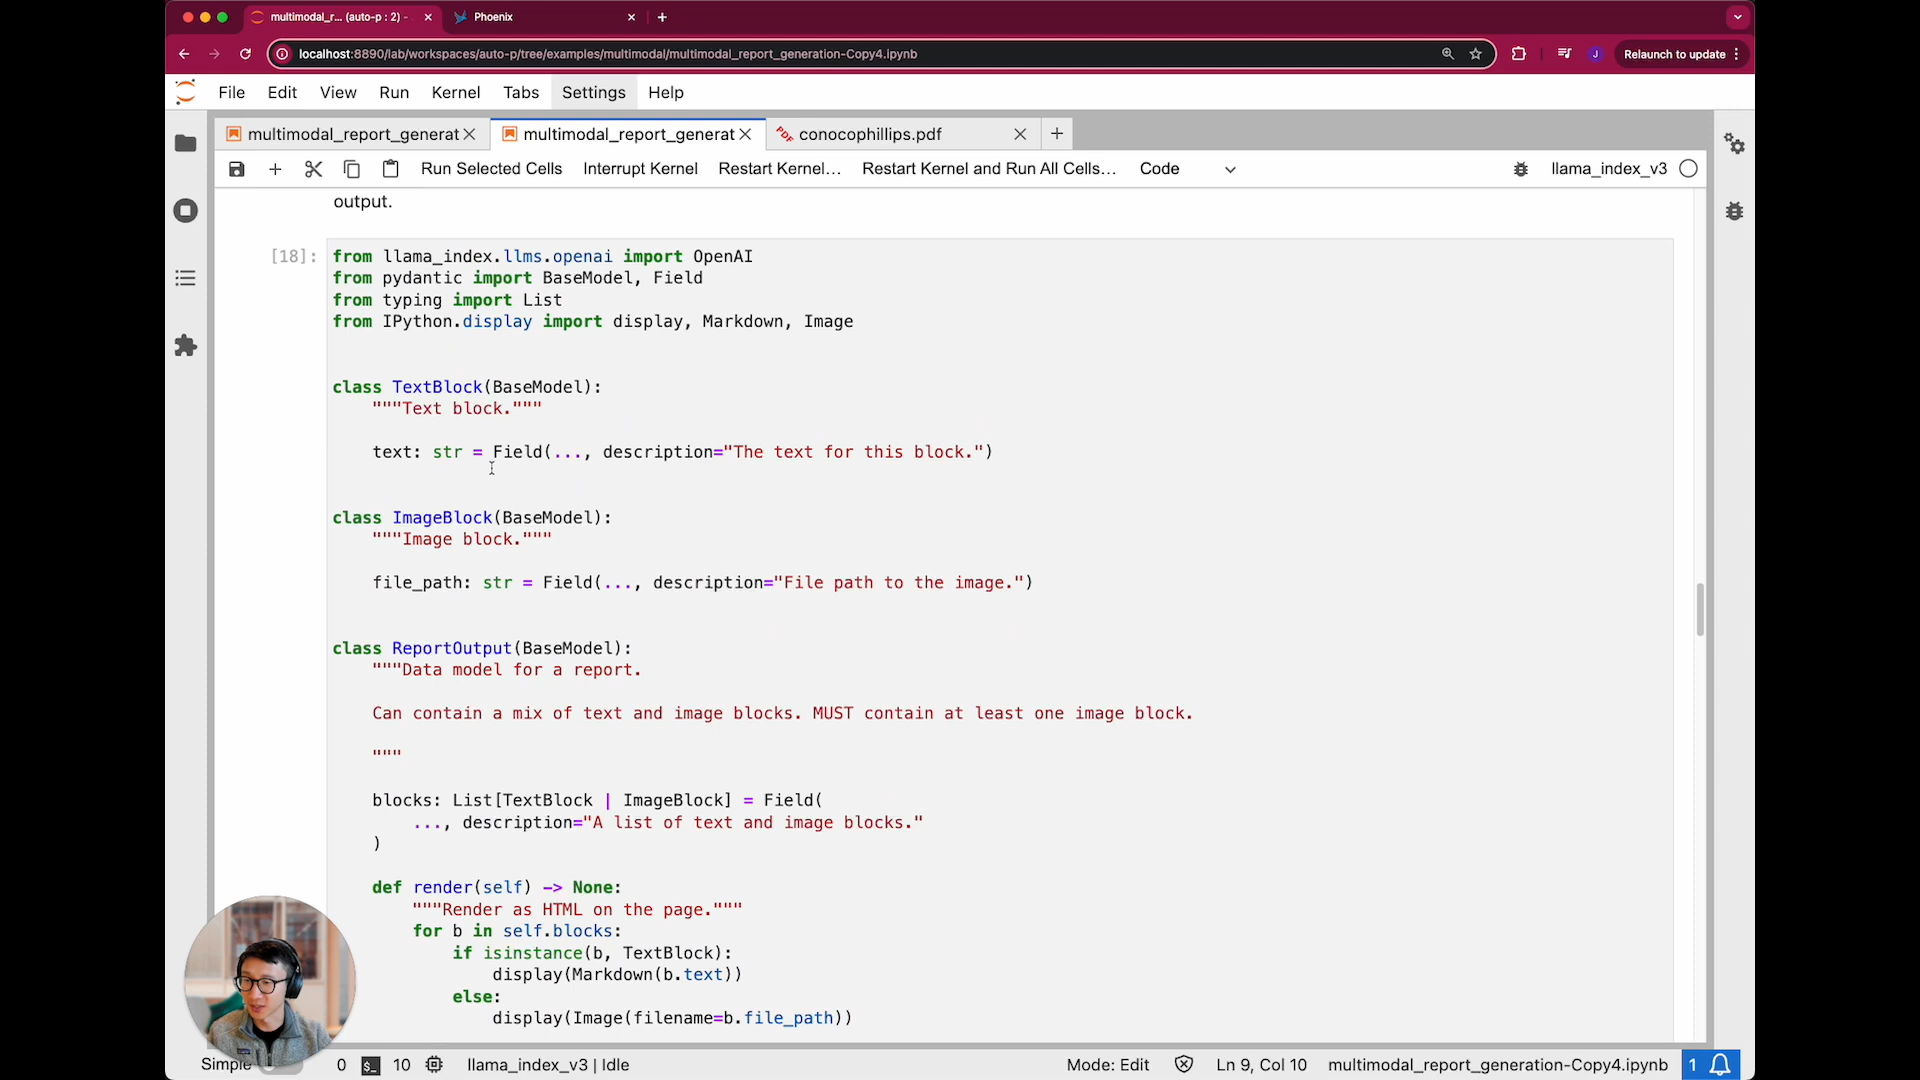 multimodal_r... (auto-p : 2) -
Phoenix
localhost:8890/lab/workspaces/auto-p/tree/examples/multimodal/multimodal_report_generation-Copy4.ipynb
J
Relaunch to update
File Edit View Run Kernel Tabs Settings Help
multimodal_report_generat
multimodal_report_generat
PDF
conocophillips.pdf
Run Selected Cells Interrupt Kernel Restart Kernel... Restart Kernel and Run All Cells... Code
llama_index_v3
output.
[18]:
from llama_index.llms.openai import OpenAI
from pydantic import BaseModel, Field
from typing import List
from IPython.display import display, Markdown, Image
class TextBlock(BaseModel):
"""Text block."""
text: str = Field(..., description="The text for this block.")
class ImageBlock(BaseModel):
"""Image block."""
file_path: str = Field(..., description="File path to the image.")
class ReportOutput(BaseModel):
"""Data model for a report.
Can contain a mix of text and image blocks. MUST contain at least one image block.
"""
blocks: List[TextBlock | ImageBlock] = Field(
..., description="A list of text and image blocks."
)
def render(self) -> None:
"""Render as HTML on the page."""
for b in self.blocks:
if isinstance(b, TextBlock):
display(Markdown(b.text))
else:
display(Image(filename=b.file_path))
Simple
0
$_
10
llama_index_v3 | Idle
Mode: Edit
Ln 9, Col 10
multimodal_report_generation-Copy4.ipynb
1